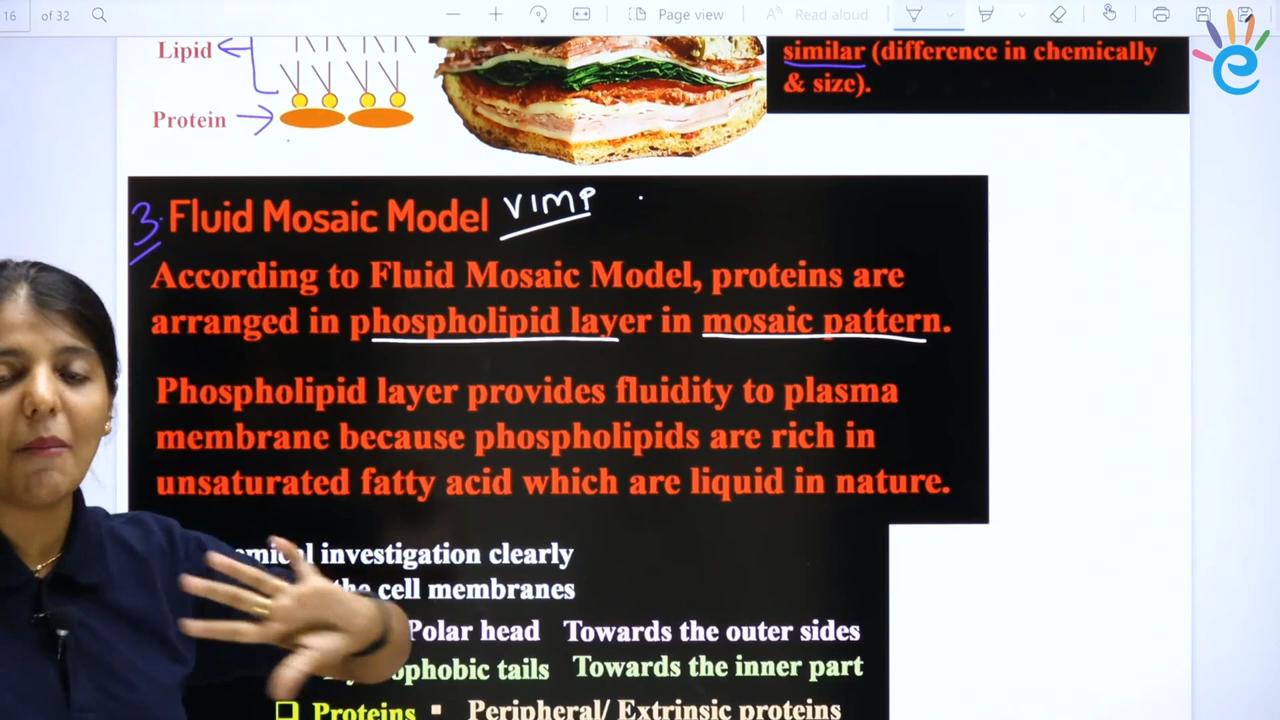 16 of 32 Page view Read aloud
Lipid
Protein
similar (difference in chemically
& size).
3. Fluid Mosaic Model VIMP
According to Fluid Mosaic Model, proteins are
arranged in phospholipid layer in mosaic pattern.
Phospholipid layer provides fluidity to plasma
membrane because phospholipids are rich in
unsaturated fatty acid which are liquid in nature.
investigation clearly
the cell membranes
Polar head Towards the outer sides
tails Towards the inner part
Proteins ▪ Peripheral/ Extrinsic proteins